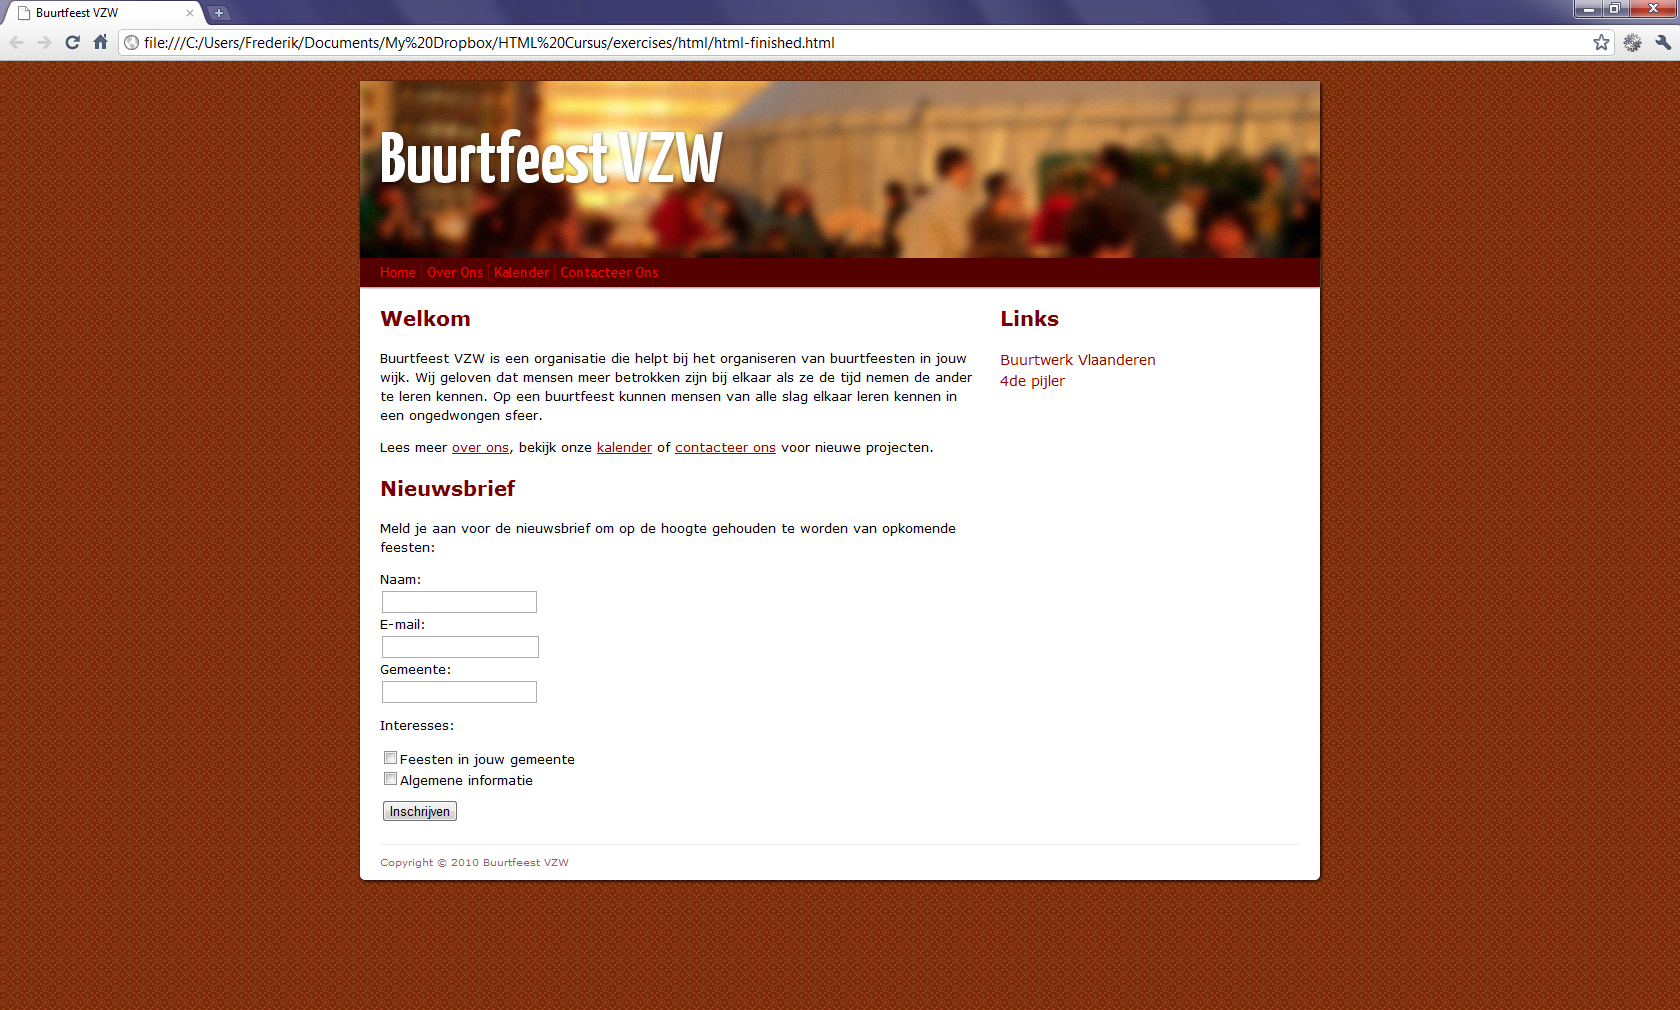 Buurtfeest VZW
file:///C:/Users/Frederik/Documents/My%20Dropbox/HTML%20Cursus/exercises/html/html-finished.html
Buurtfeest VZW
Home Over Ons Kalender Contacteer Ons
Welkom
Buurtfeest VZW is een organisatie die helpt bij het organiseren van buurtfeesten in jouw
wijk. Wij geloven dat mensen meer betrokken zijn bij elkaar als ze de tijd nemen de ander
te leren kennen. Op een buurtfeest kunnen mensen van alle slag elkaar leren kennen in
een ongedwongen sfeer.
Lees meer over ons, bekijk onze kalender of contacteer ons voor nieuwe projecten.
Nieuwsbrief
Meld je aan voor de nieuwsbrief om op de hoogte gehouden te worden van opkomende
feesten:
Naam:
E-mail:
Gemeente:
Interesses:
Feesten in jouw gemeente
Algemene informatie
Inschrijven
Links
Buurtwerk Vlaanderen
4de pijler
Copyright © 2010 Buurtfeest VZW